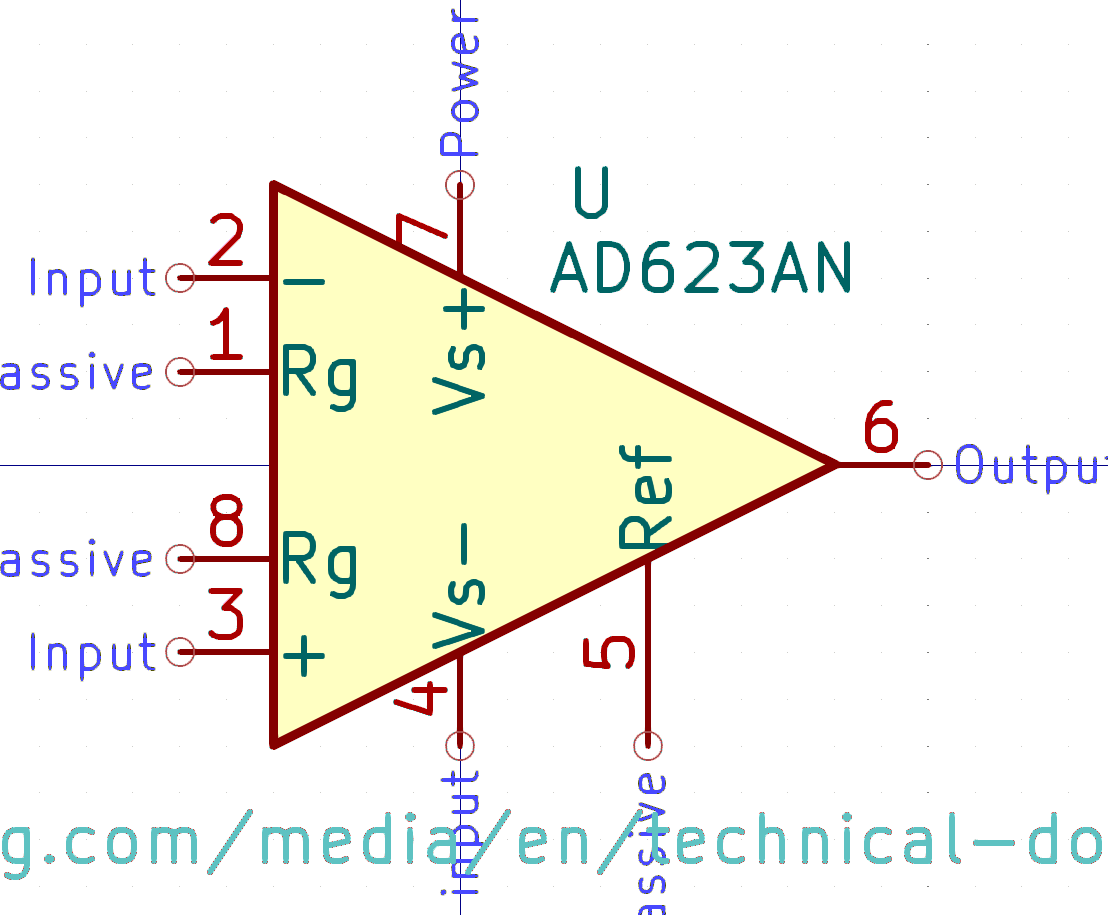 Power
U
AD623AN
7
2
Input
−
1
assive
Rg
Vs+
6
Outpu
8
assive
Rg
Ref
3
Input
+
Vs−
4
5
input
assive
g.com/media/en/technical-do